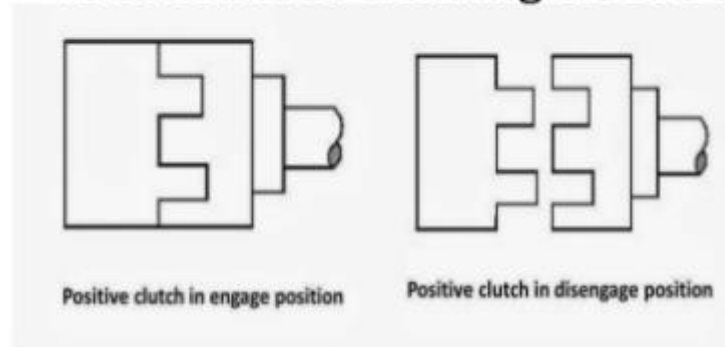 Positive clutch in engage position
Positive clutch in disengage position